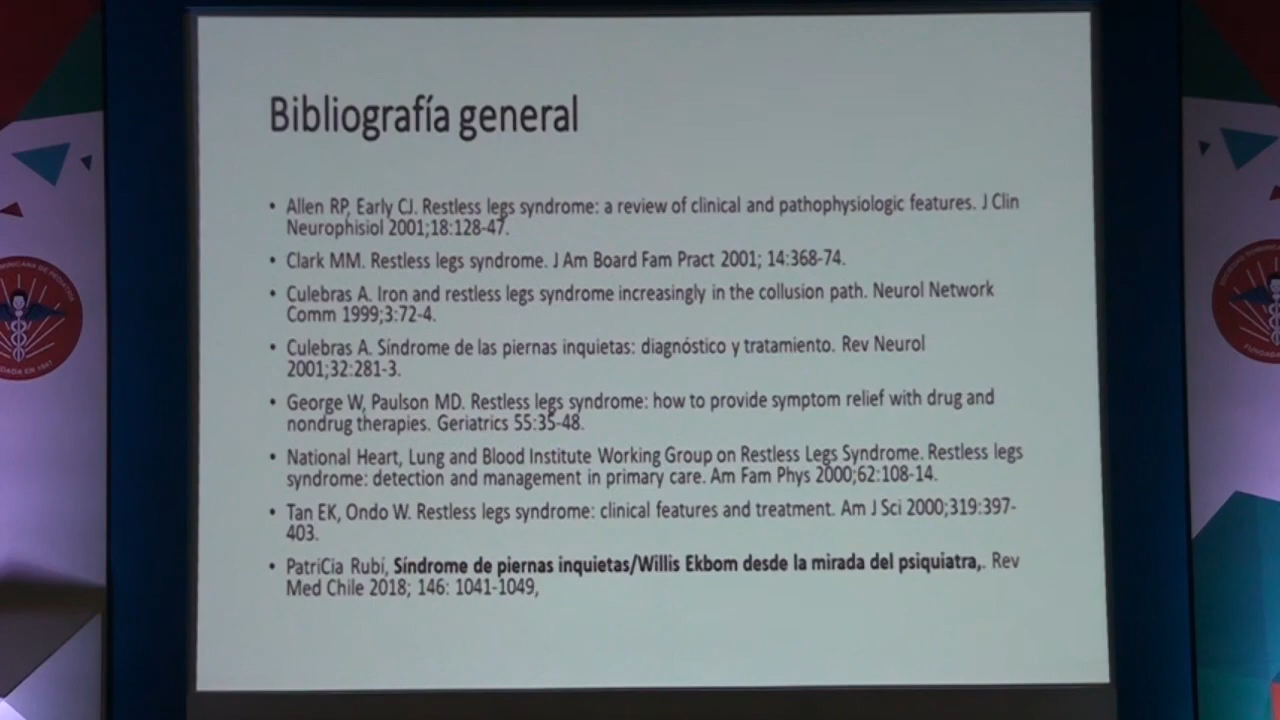 Bibliografía general
• Allen RP, Early CJ. Restless legs syndrome: a review of clinical and pathophysiologic features. J Clin
Neurophisiol 2001;18:128-47.
• Clark MM. Restless legs syndrome. J Am Board Fam Pract 2001; 14:368-74.
• Culebras A. Iron and restless legs syndrome increasingly in the collusion path. Neurol Network
Comm 1999;3:72-4.
• Culebras A. Síndrome de las piernas inquietas: diagnóstico y tratamiento. Rev Neurol
2001;32:281-3.
• George W, Paulson MD. Restless legs syndrome: how to provide symptom relief with drug and
nondrug therapies. Geriatrics 55:35-48.
• National Heart, Lung and Blood Institute Working Group on Restless Legs Syndrome. Restless legs
syndrome: detection and management in primary care. Am Fam Phys 2000;62:108-14.
• Tan EK, Ondo W. Restless legs syndrome: clinical features and treatment. Am J Sci 2000;319:397-
403.
• PatriCia Rubí, Síndrome de piernas inquietas/Willis Ekbom desde la mirada del psiquiatra,. Rev
Med Chile 2018; 146: 1041-1049,